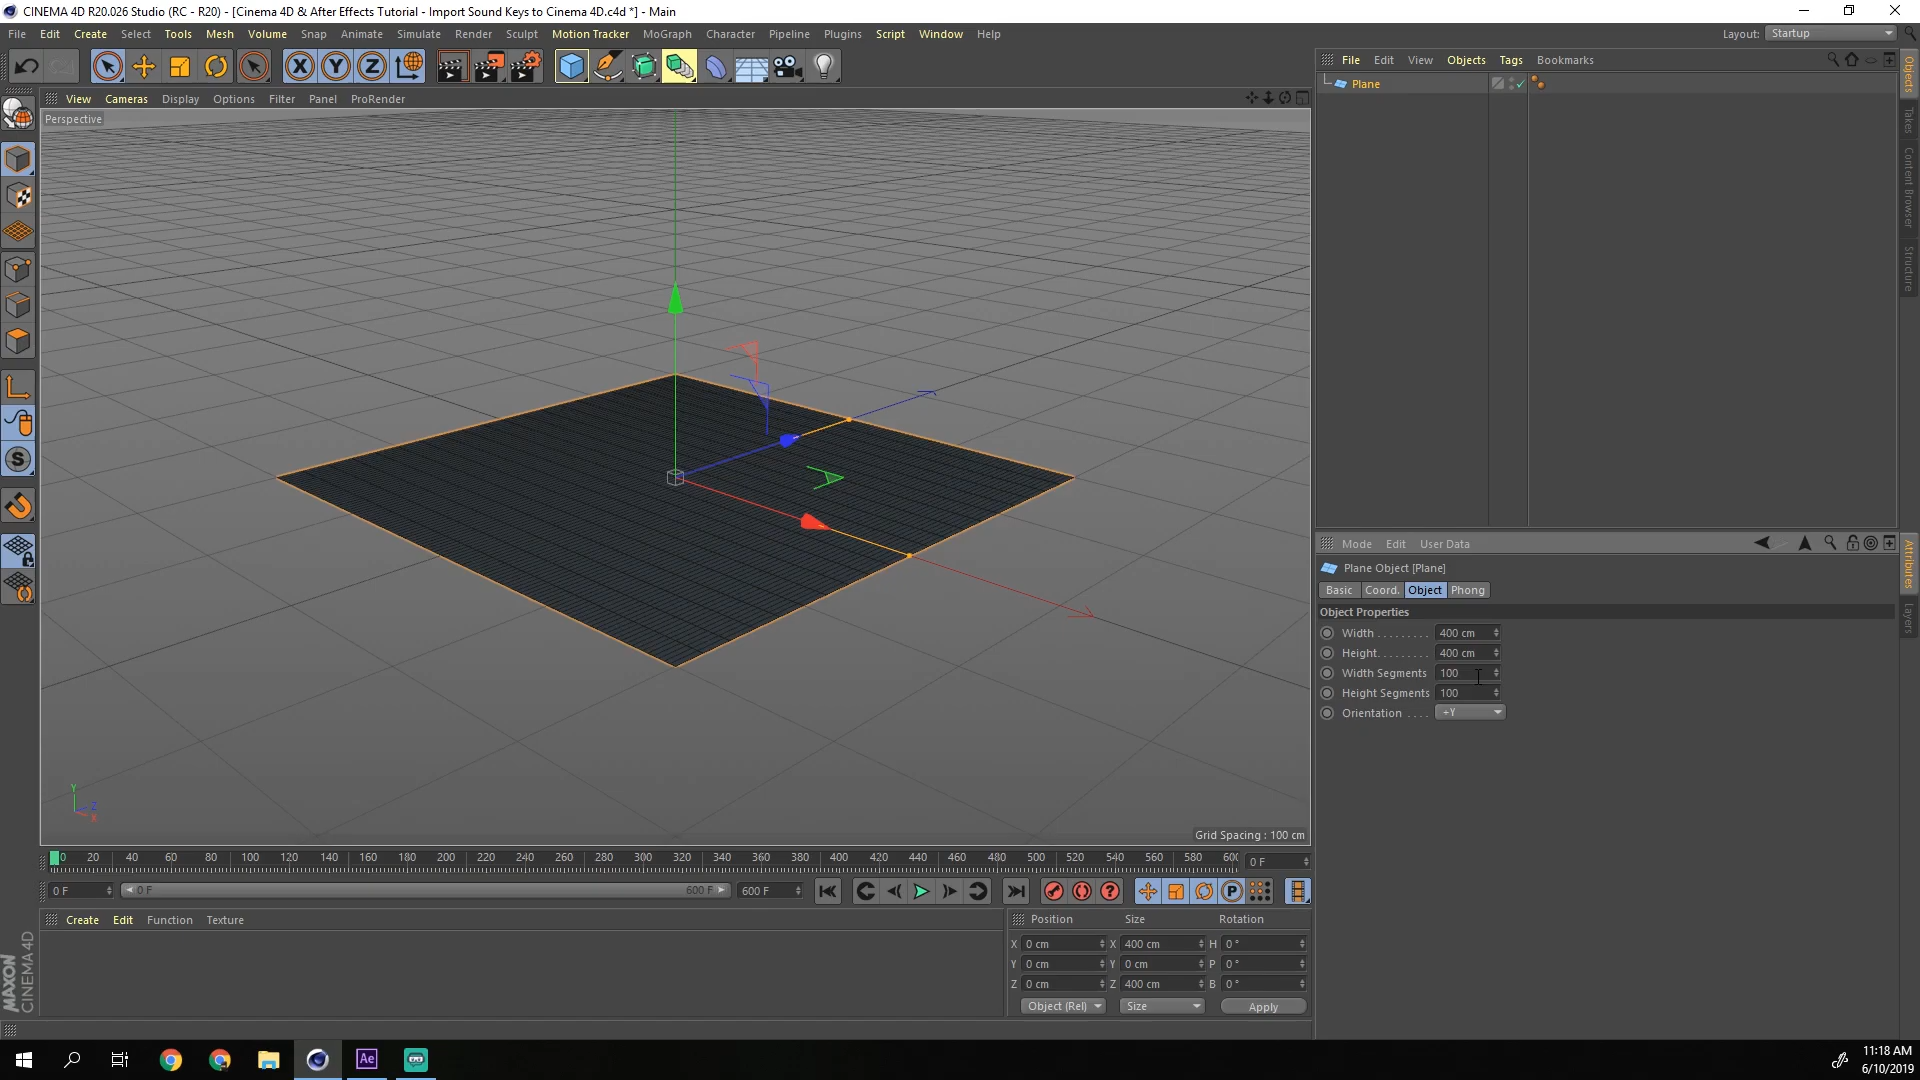 CINEMA 4D R20.026 Studio (RC - R20) - [Cinema 4D & After Effects Tutorial - Import Sound Keys to Cinema 4D.c4d *] - Main
File Edit Create Select Tools Mesh Volume Snap Animate Simulate Render Sculpt Motion Tracker MoGraph Character Pipeline Plugins Script Window Help Layout: Startup
X Y Z
File Edit View Objects Tags Bookmarks
Plane
View Cameras Display Options Filter Panel ProRender
Perspective
Objects
Takes
Content Browser
Structure
S
Y
Z
X
Grid Spacing : 100 cm
Mode Edit User Data
Plane Object [Plane]
Basic Coord. Object Phong
Object Properties
Width . . . . . . . . . 400 cm
Height. . . . . . . . . 400 cm
Width Segments 100
Height Segments 100
Orientation . . . . +Y
Attributes
Layers
0 20 40 60 80 100 120 140 160 180 200 220 240 260 280 300 320 340 360 380 400 420 440 460 480 500 520 540 560 580 600 0 F
0 F 0 F 600 F 600 F P
Create Edit Function Texture
Position Size Rotation
X 0 cm X 400 cm H 0 °
Y 0 cm Y 0 cm P 0 °
Z 0 cm Z 400 cm B 0 °
Object (Rel) Size Apply
MAXON
CINEMA 4D
Ae
11:18 AM
6/10/2019